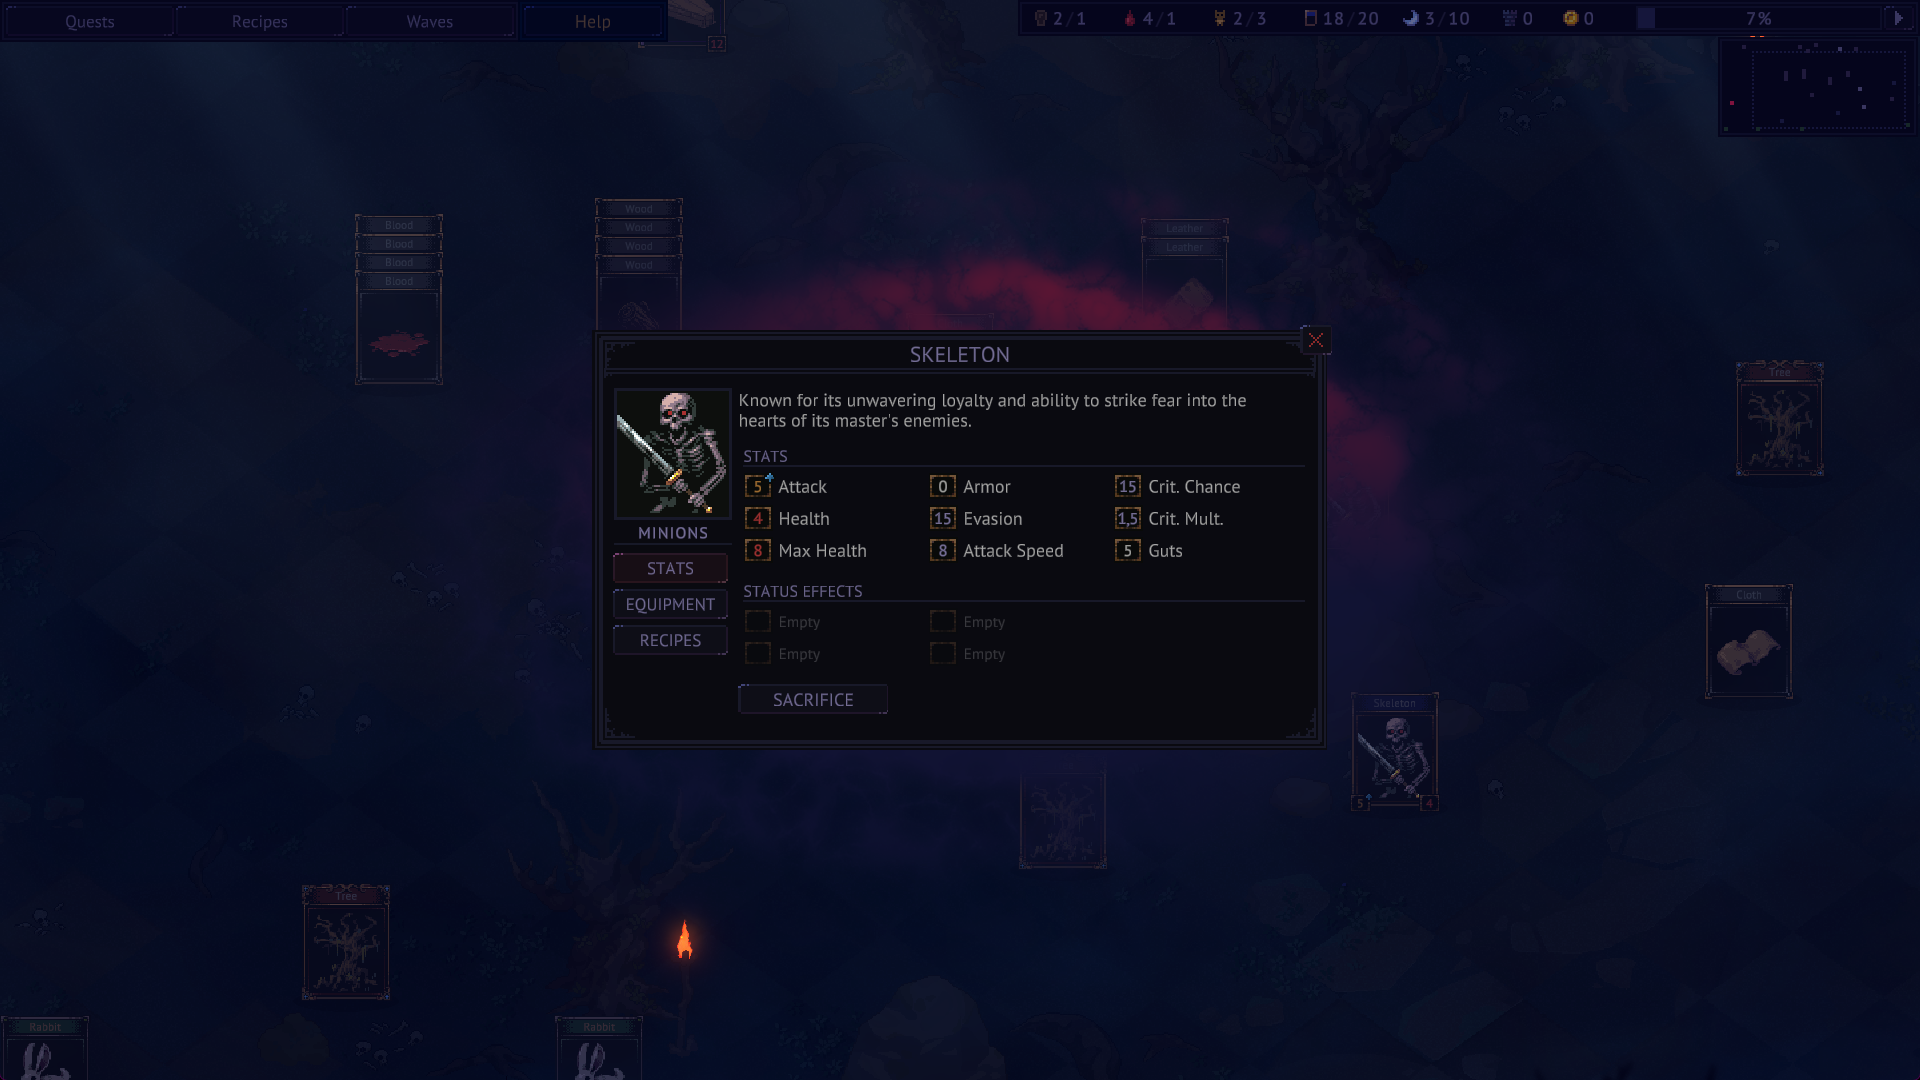 Quests
Recipes
Waves
Help
2/1
4/1
2/3
18/20
3/10
0
0
7%
12
Blood
Blood
Blood
Blood
Wood
Wood
Wood
Wood
Leather
Leather
SKELETON
Known for its unwavering loyalty and ability to strike fear into the
hearts of its master's enemies.
STATS
5 Attack
0 Armor
15 Crit. Chance
4 Health
15 Evasion
1,5 Crit. Mult.
8 Max Health
8 Attack Speed
5 Guts
MINIONS
STATS
EQUIPMENT
RECIPES
STATUS EFFECTS
Empty
Empty
Empty
Empty
SACRIFICE
Tree
Cloth
Skeleton
5
4
Tree
Rabbit
Rabbit